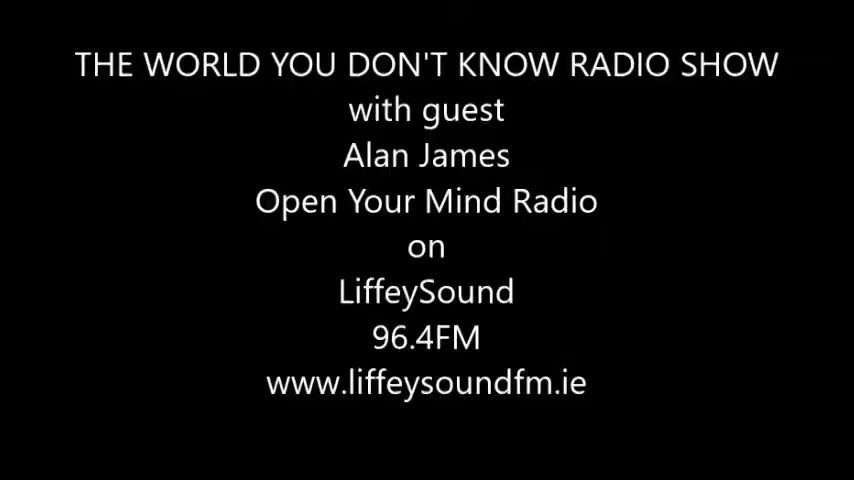 THE WORLD YOU DON'T KNOW RADIO SHOW
with guest
Alan James
Open Your Mind Radio
on
LiffeySound
96.4FM
www.liffeysoundfm.ie